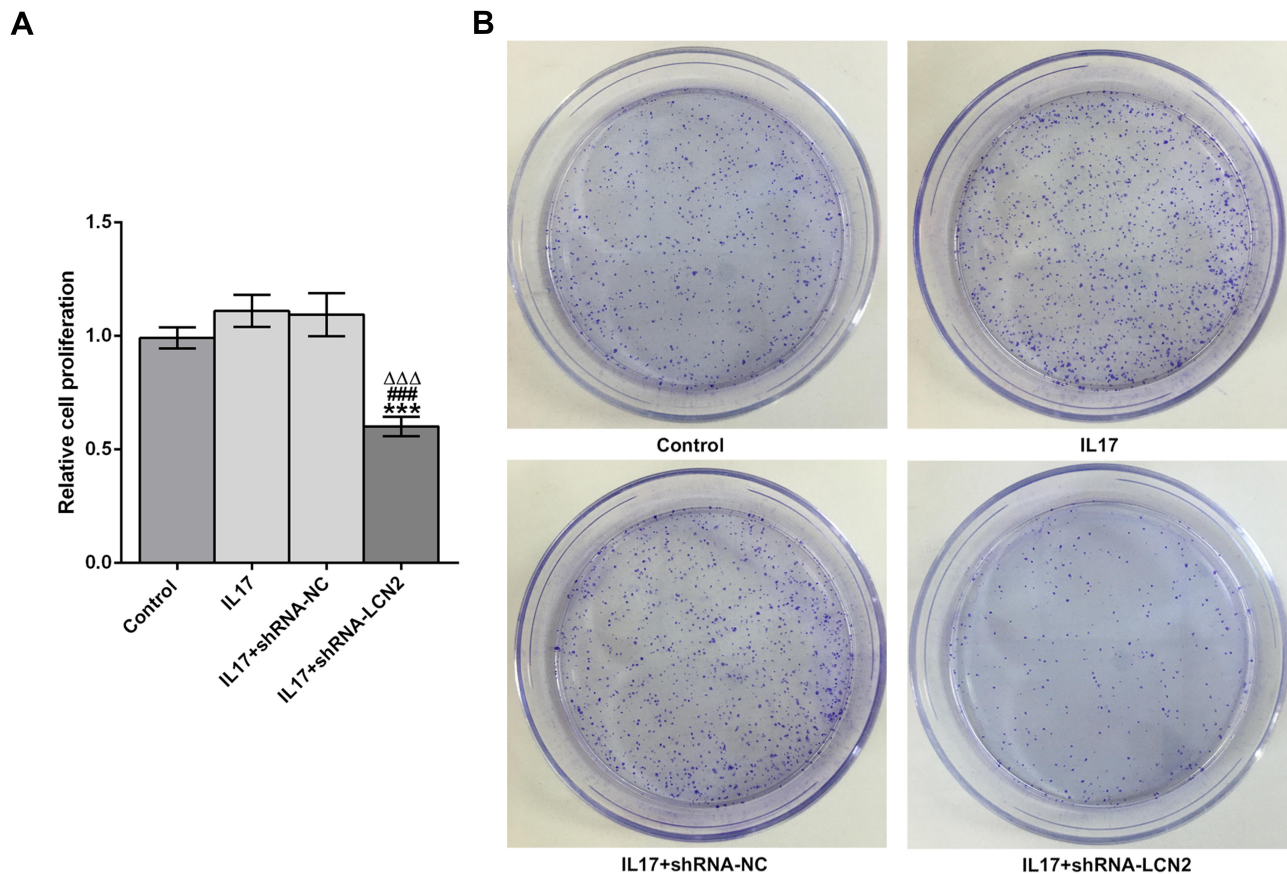 A
Relative cell proliferation
1.5
1.0
0.5
0.0
ΔΔΔ
###
***
Control
IL17
IL17+shRNA-NC
IL17+shRNA-LCN2
B
Control
IL17
IL17+shRNA-NC
IL17+shRNA-LCN2